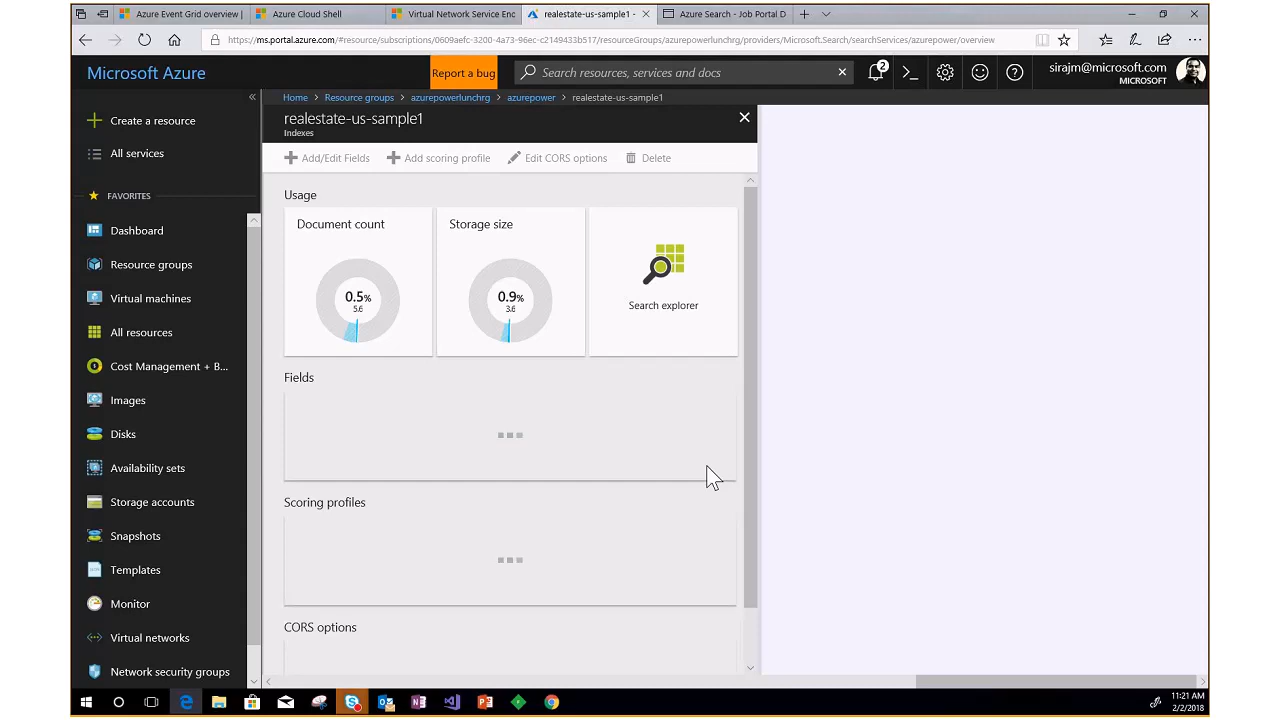 Azure Event Grid overview |
Azure Cloud Shell
Virtual Network Service Enc
realestate-us-sample1 -
Azure Search - Job Portal D
https://ms.portal.azure.com/#resource/subscriptions/0609aefc-3200-4a73-96ec-c2149433b517/resourceGroups/azurepowerlunchrg/providers/Microsoft.Search/searchServices/azurepower/overview
Microsoft Azure
Report a bug
Search resources, services and docs
2
sirajm@microsoft.com
MICROSOFT
Home > Resource groups > azurepowerlunchrg > azurepower > realestate-us-sample1
Create a resource
All services
FAVORITES
Dashboard
Resource groups
Virtual machines
All resources
Cost Management + B...
Images
Disks
Availability sets
Storage accounts
Snapshots
Templates
Monitor
Virtual networks
Network security groups
realestate-us-sample1
Indexes
Add/Edit Fields
Add scoring profile
Edit CORS options
Delete
Usage
Document count
0.5%
5.6
Storage size
0.9%
3.6
Search explorer
Fields
Scoring profiles
CORS options
11:21 AM
2/2/2018